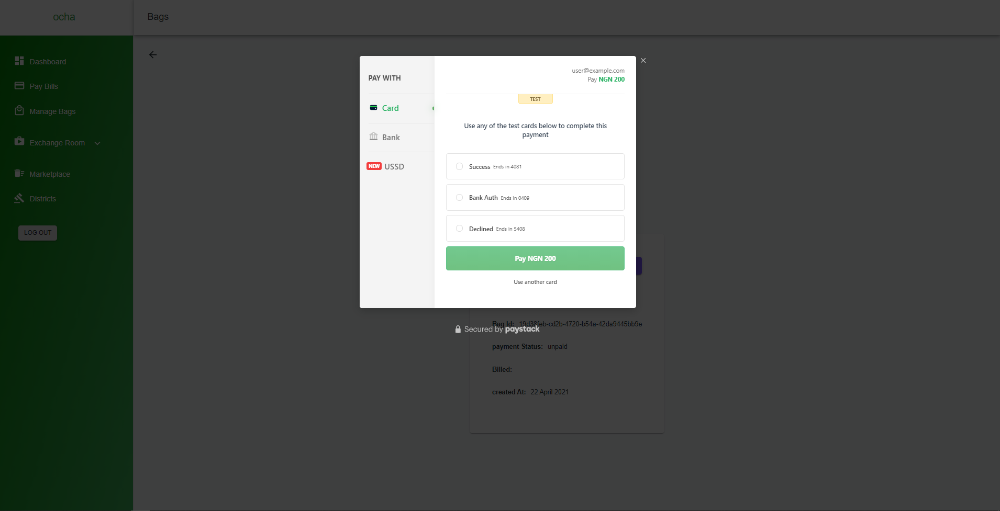 ocha
Bags
Dashboard
Pay Bills
Manage Bags
Exchange Room
Marketplace
Districts
LOG OUT
PAY WITH
Card
Bank
NEW USSD
user@example.com
Pay NGN 200
TEST
Use any of the test cards below to complete this
payment
Success Ends in 4081
Bank Auth Ends in 0409
Declined Ends in 5408
Pay NGN 200
Use another card
Secured by paystack
Bag Id: 19d38feb-cd2b-4720-b54a-42da9445bb9e
payment Status: unpaid
Billed:
created At: 22 April 2021